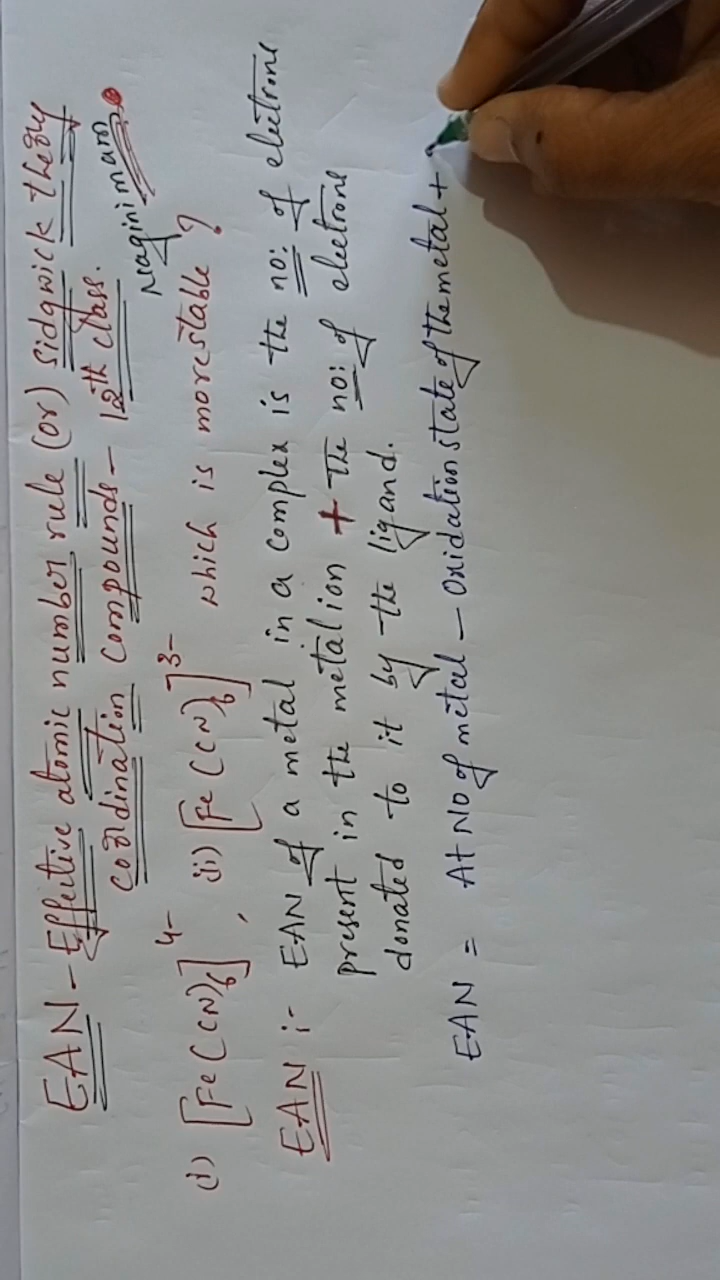 EAN - Effective atomic number rule (or) Sidgwick theory
coordination compounds - 12th class.
Nagini mam
(i) [Fe(CN)6]4- , (ii) [Fe(CN)6]3- which is more stable ?
EAN :- EAN of a metal in a complex is the no: of electrons
present in the metal ion + The no: of electrons
donated to it by the ligand.
EAN = At No of metal - Oxidation state of the metal +